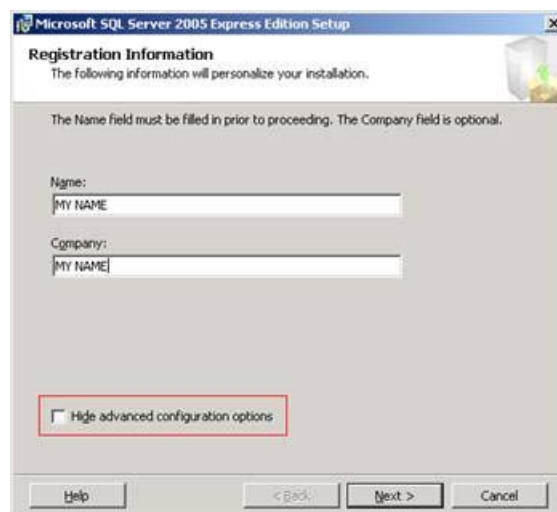 Microsoft SQL Server 2005 Express Edition Setup
Registration Information
The following information will personalize your installation.
The Name field must be filled in prior to proceeding. The Company field is optional.
Name:
MY NAME
Company:
MY NAME
Hide advanced configuration options
Help
< Back
Next >
Cancel